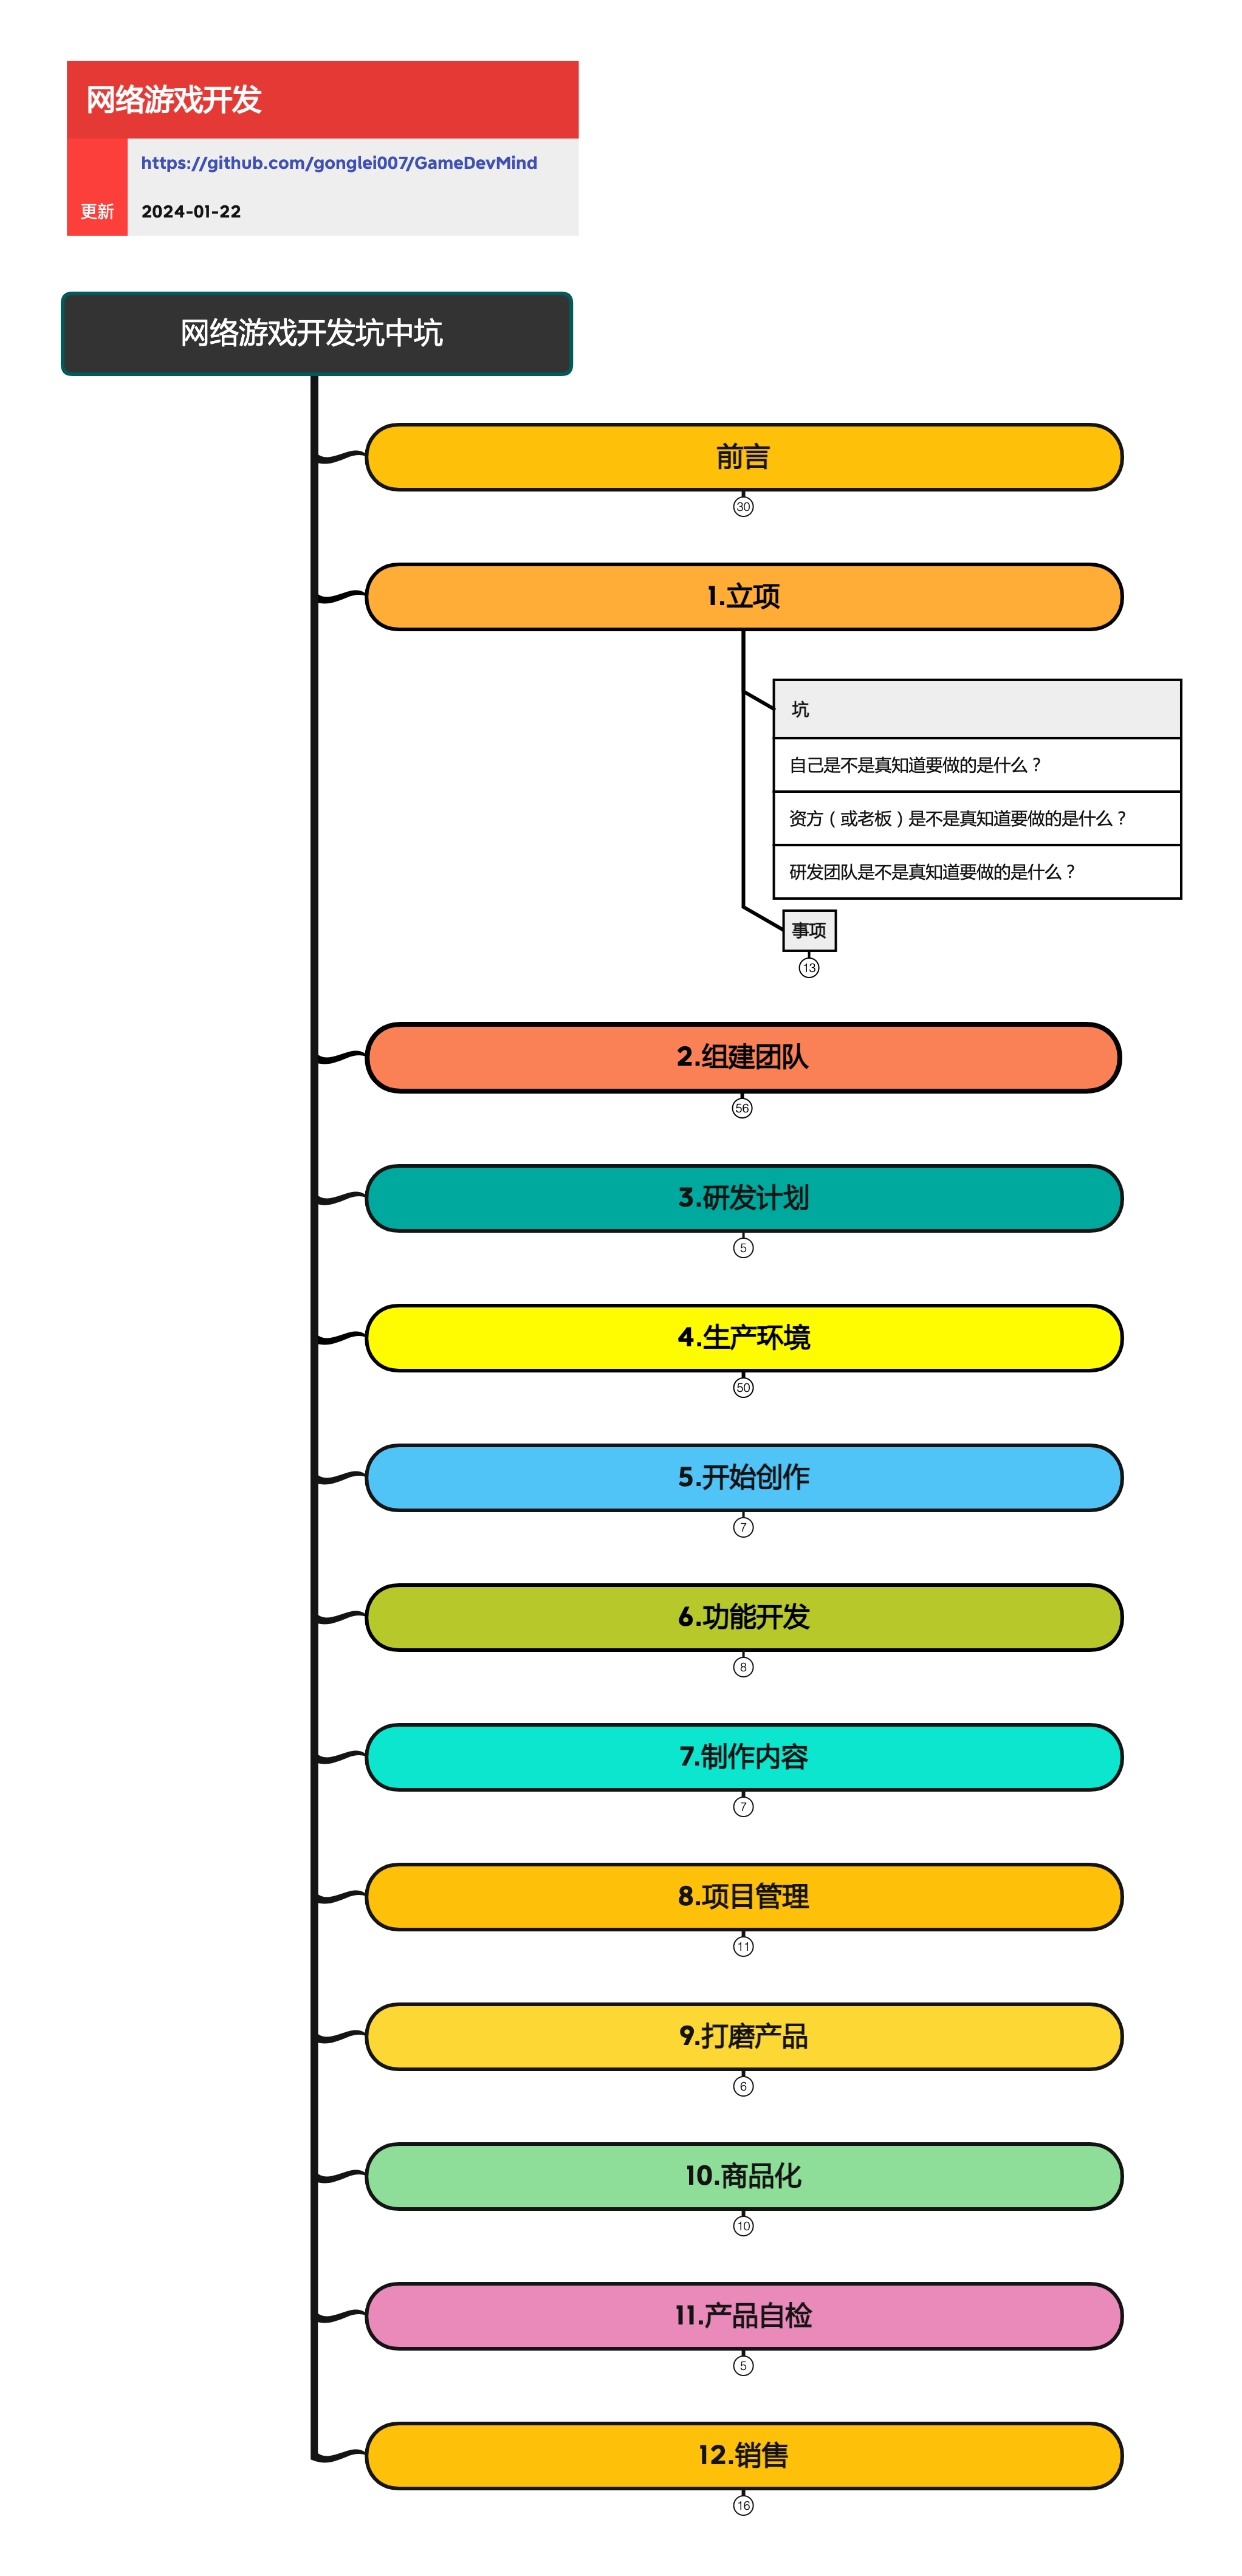 网络游戏开发
https://github.com/gonglei007/GameDevMind
更新 2024-01-22
网络游戏开发坑中坑
前言
30
1.立项
坑
自己是不是真知道要做的是什么？
资方（或老板）是不是真知道要做的是什么？
研发团队是不是真知道要做的是什么？
事项
13
2.组建团队
56
3.研发计划
5
4.生产环境
50
5.开始创作
7
6.功能开发
8
7.制作内容
7
8.项目管理
11
9.打磨产品
6
10.商品化
10
11.产品自检
5
12.销售
16